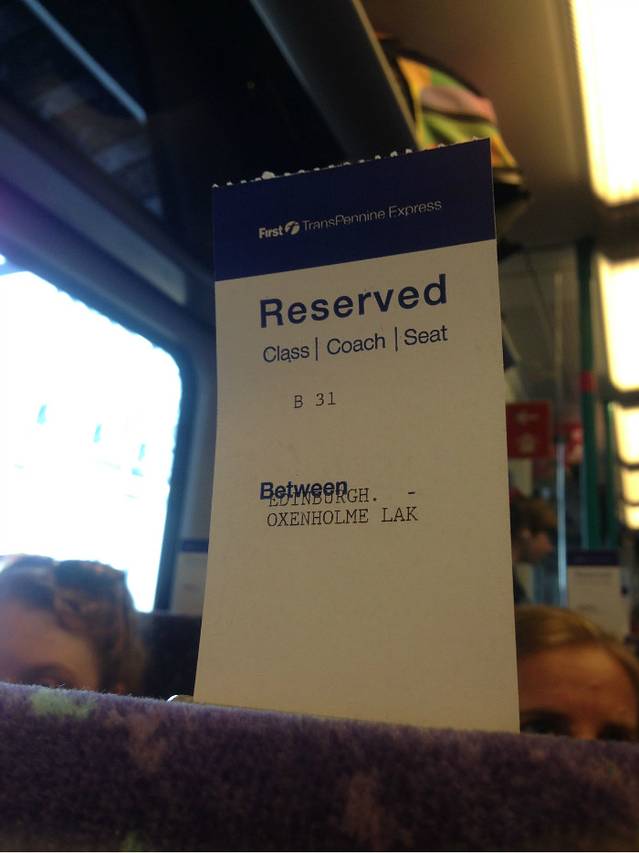 First TransPennine Express
Reserved
Class | Coach | Seat
B 31
Between
EDINBURGH. -
OXENHOLME LAK